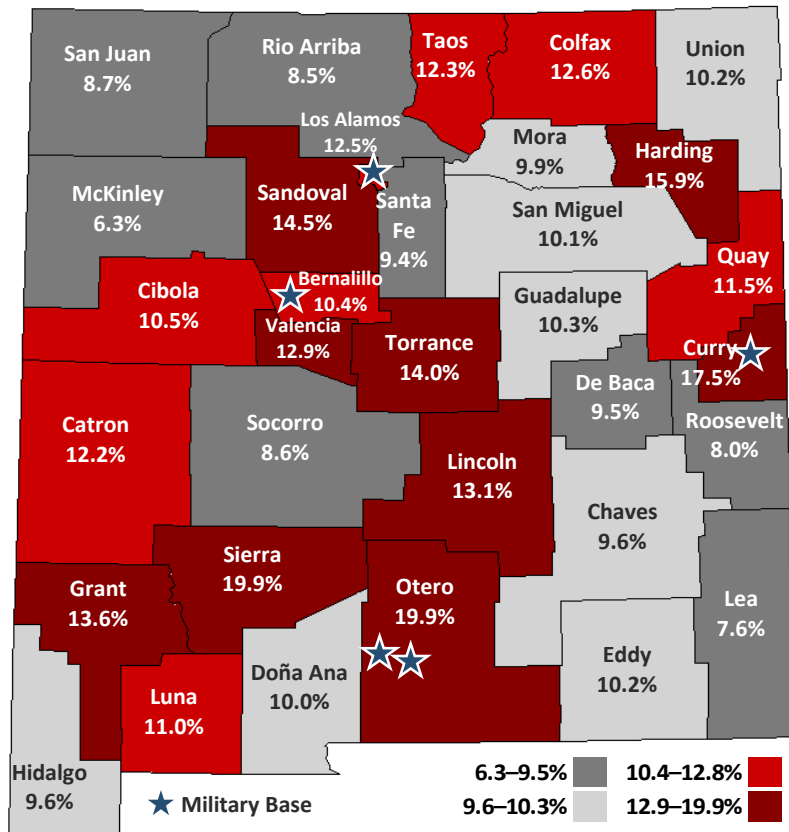 San Juan
8.7%
Rio Arriba
8.5%
Taos
12.3%
Colfax
12.6%
Union
10.2%
Los Alamos
12.5%
Mora
9.9%
Harding
15.9%
McKinley
6.3%
Sandoval
14.5%
Santa
Fe
9.4%
San Miguel
10.1%
Quay
11.5%
Cibola
10.5%
Bernalillo
10.4%
Guadalupe
10.3%
Valencia
12.9%
Torrance
14.0%
Curry
17.5%
De Baca
9.5%
Catron
12.2%
Socorro
8.6%
Roosevelt
8.0%
Lincoln
13.1%
Chaves
9.6%
Sierra
19.9%
Grant
13.6%
Otero
19.9%
Lea
7.6%
Doña Ana
10.0%
Eddy
10.2%
Luna
11.0%
Hidalgo
9.6%
Military Base
6.3–9.5%
10.4–12.8%
9.6–10.3%
12.9–19.9%